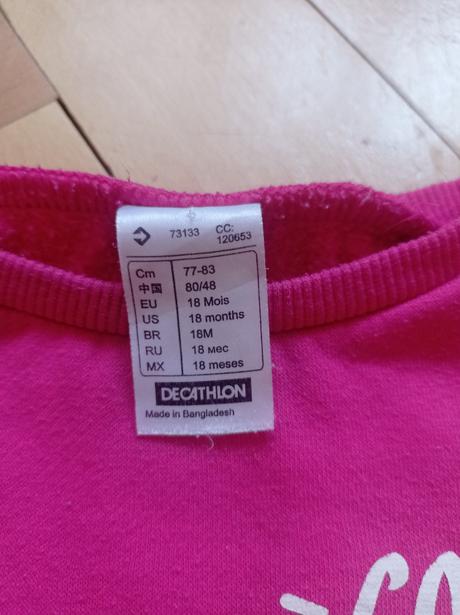 73133 CC: 120653
Cm 77-83
中国 80/48
EU 18 Mois
US 18 months
BR 18M
RU 18 мес
MX 18 meses
DECATHLON
Made in Bangladesh